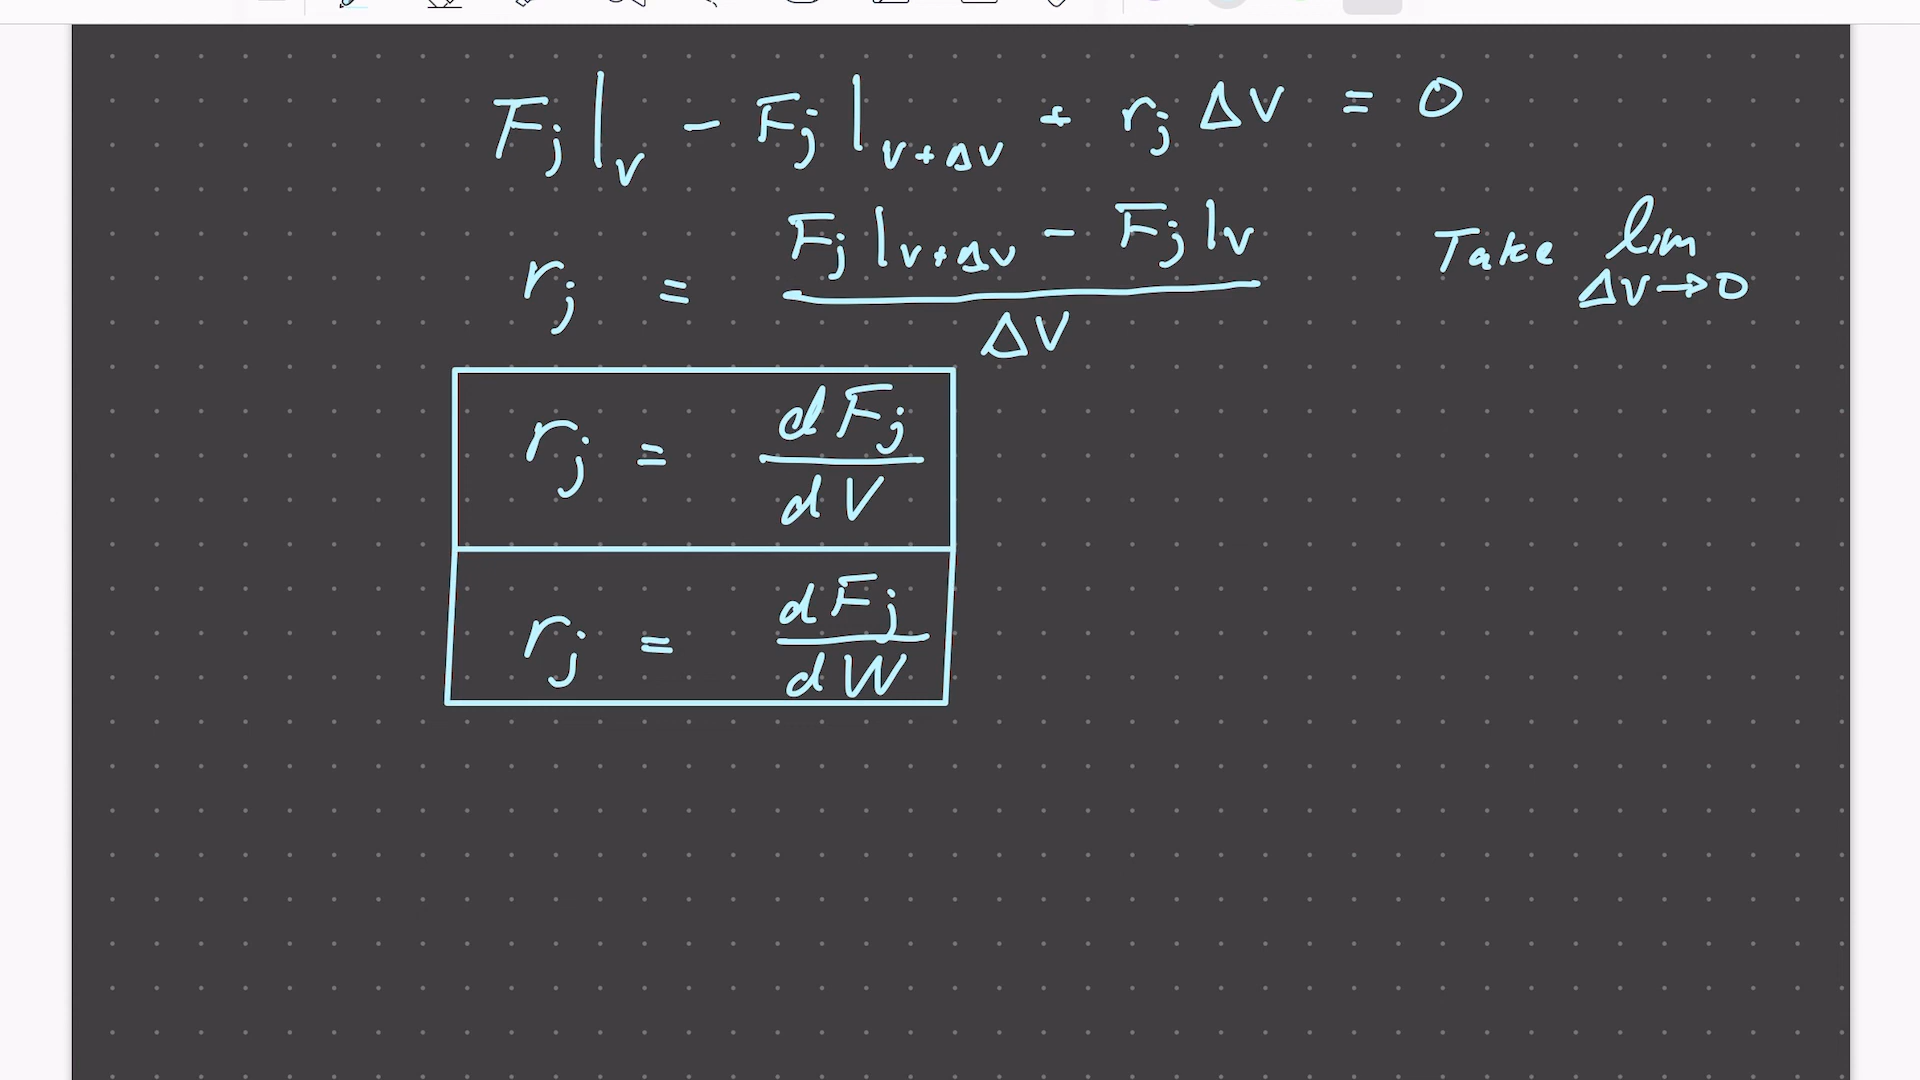 Fj|V - Fj|V+ΔV + rj ΔV = 0
rj = (Fj|V+ΔV - Fj|V) / ΔV Take lim ΔV→0
rj = dFj / dV
rj = dFj / dW